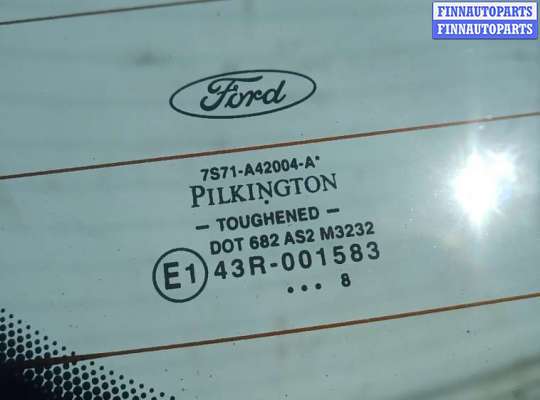 FINNAUTOPARTS
FINNAUTOPARTS
Ford
7S71-A42004-A*
PILKINGTON
- TOUGHENED -
DOT 682 AS2 M3232
E1 43R-001583
... 8